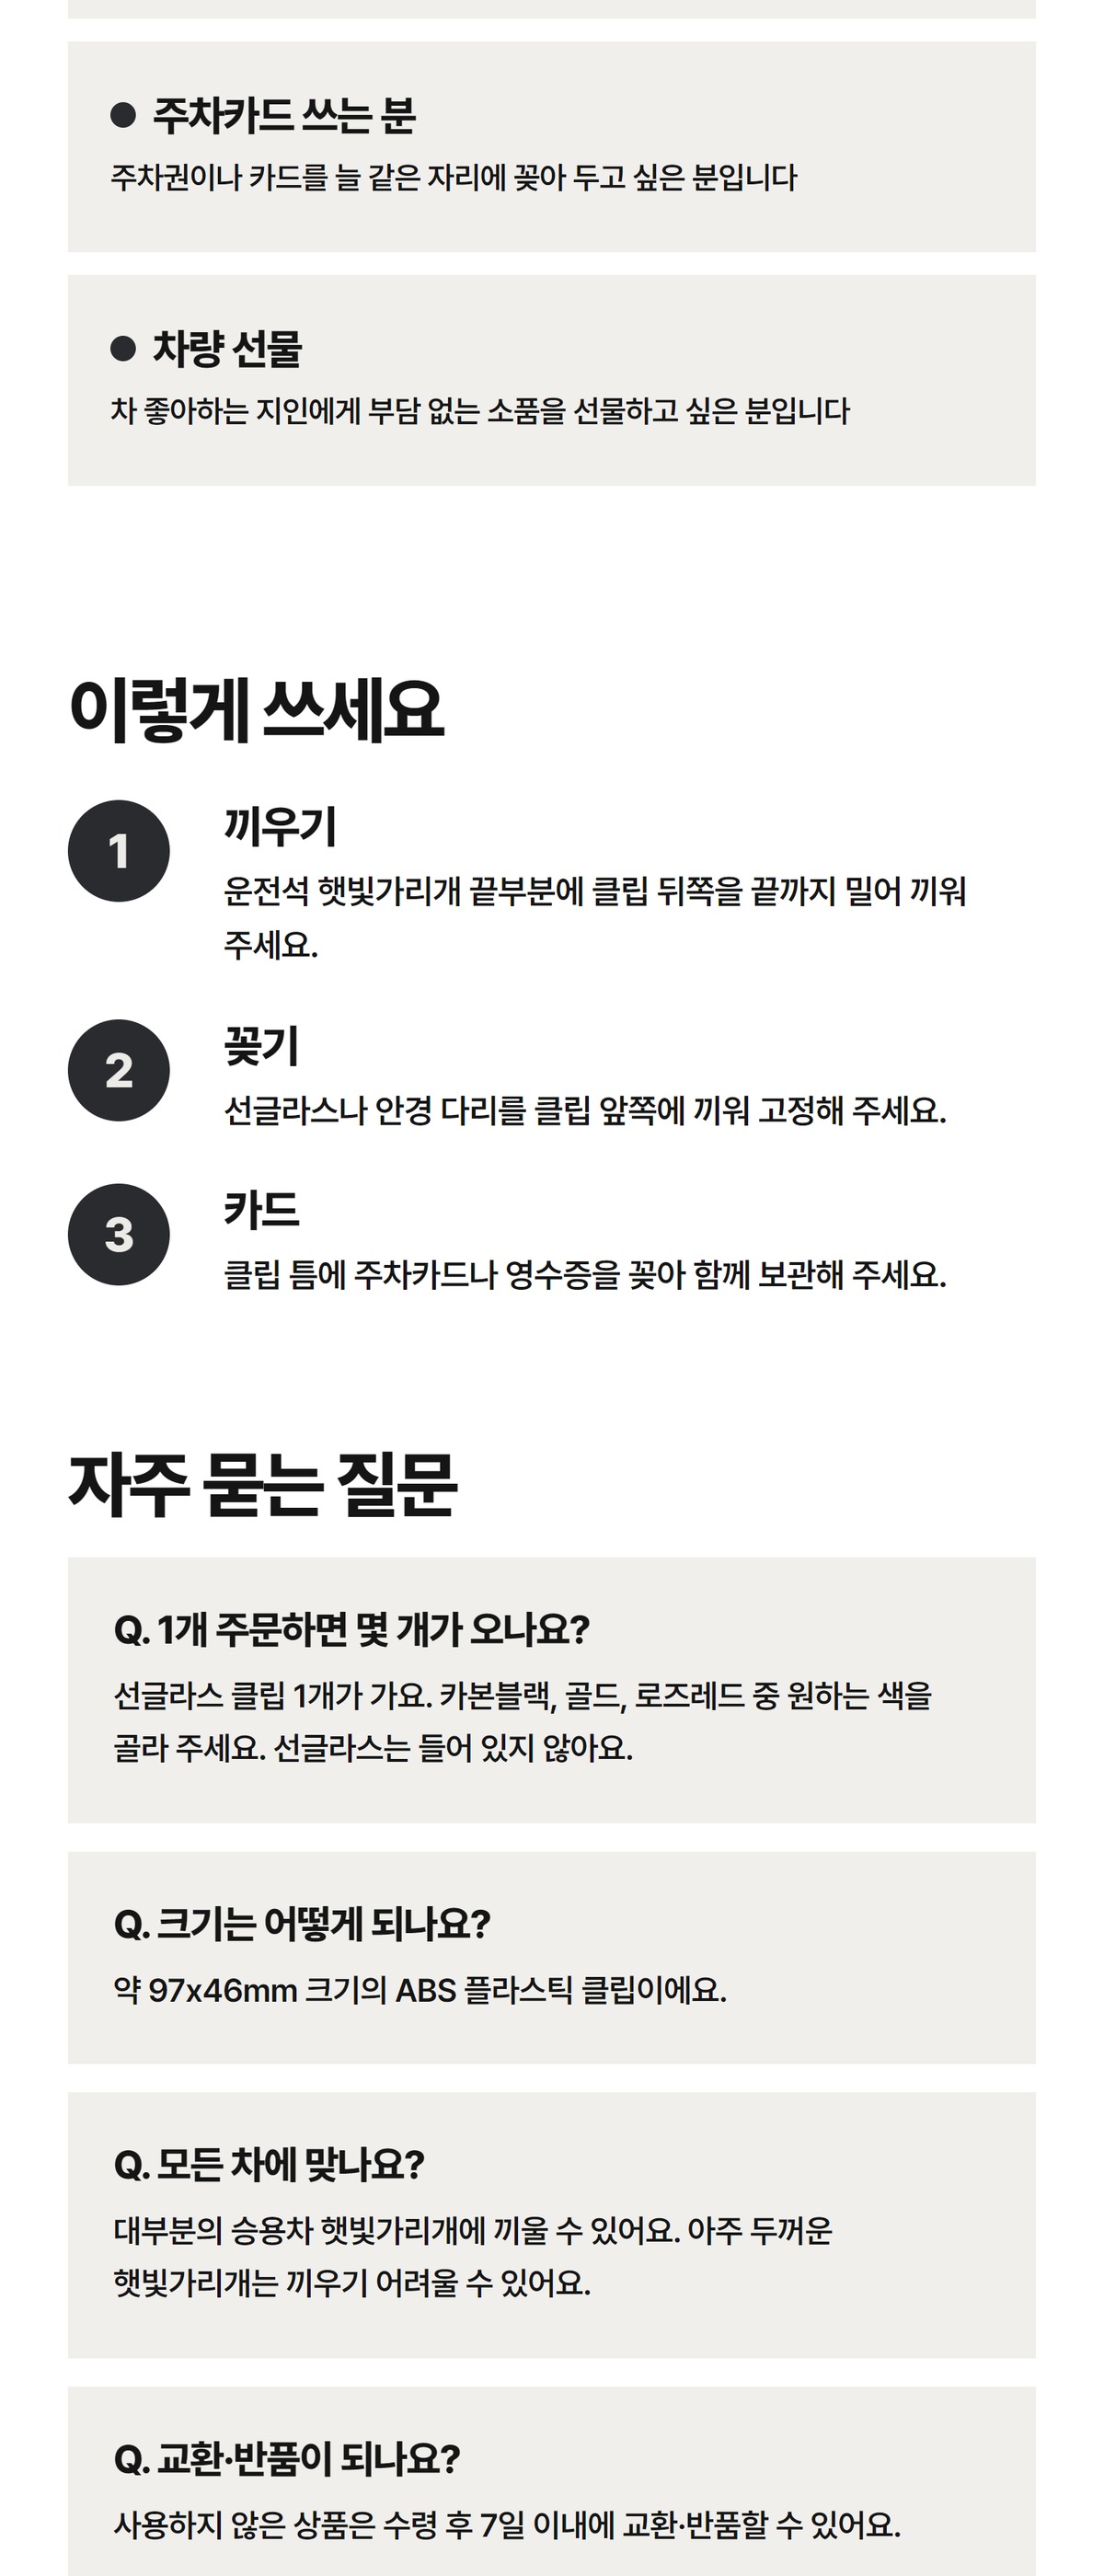 주차카드 쓰는 분
주차권이나 카드를 늘 같은 자리에 꽂아 두고 싶은 분입니다
차량 선물
차 좋아하는 지인에게 부담 없는 소품을 선물하고 싶은 분입니다
이렇게 쓰세요
1
끼우기
운전석 햇빛가리개 끝부분에 클립 뒤쪽을 끝까지 밀어 끼워
주세요.
2
꽂기
선글라스나 안경 다리를 클립 앞쪽에 끼워 고정해 주세요.
3
카드
클립 틈에 주차카드나 영수증을 꽂아 함께 보관해 주세요.
자주 묻는 질문
Q. 1개 주문하면 몇 개가 오나요?
선글라스 클립 1개가 가요. 카본블랙, 골드, 로즈레드 중 원하는 색을
골라 주세요. 선글라스는 들어 있지 않아요.
Q. 크기는 어떻게 되나요?
약 97x46mm 크기의 ABS 플라스틱 클립이에요.
Q. 모든 차에 맞나요?
대부분의 승용차 햇빛가리개에 끼울 수 있어요. 아주 두꺼운
햇빛가리개는 끼우기 어려울 수 있어요.
Q. 교환·반품이 되나요?
사용하지 않은 상품은 수령 후 7일 이내에 교환·반품할 수 있어요.